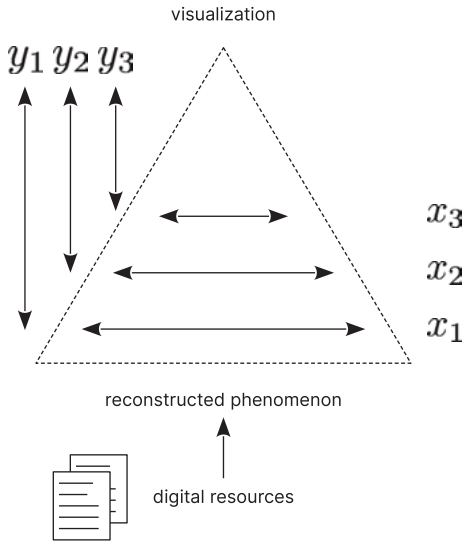 visualization
y₁ y₂ y₃
x₃
x₂
x₁
reconstructed phenomenon
digital resources